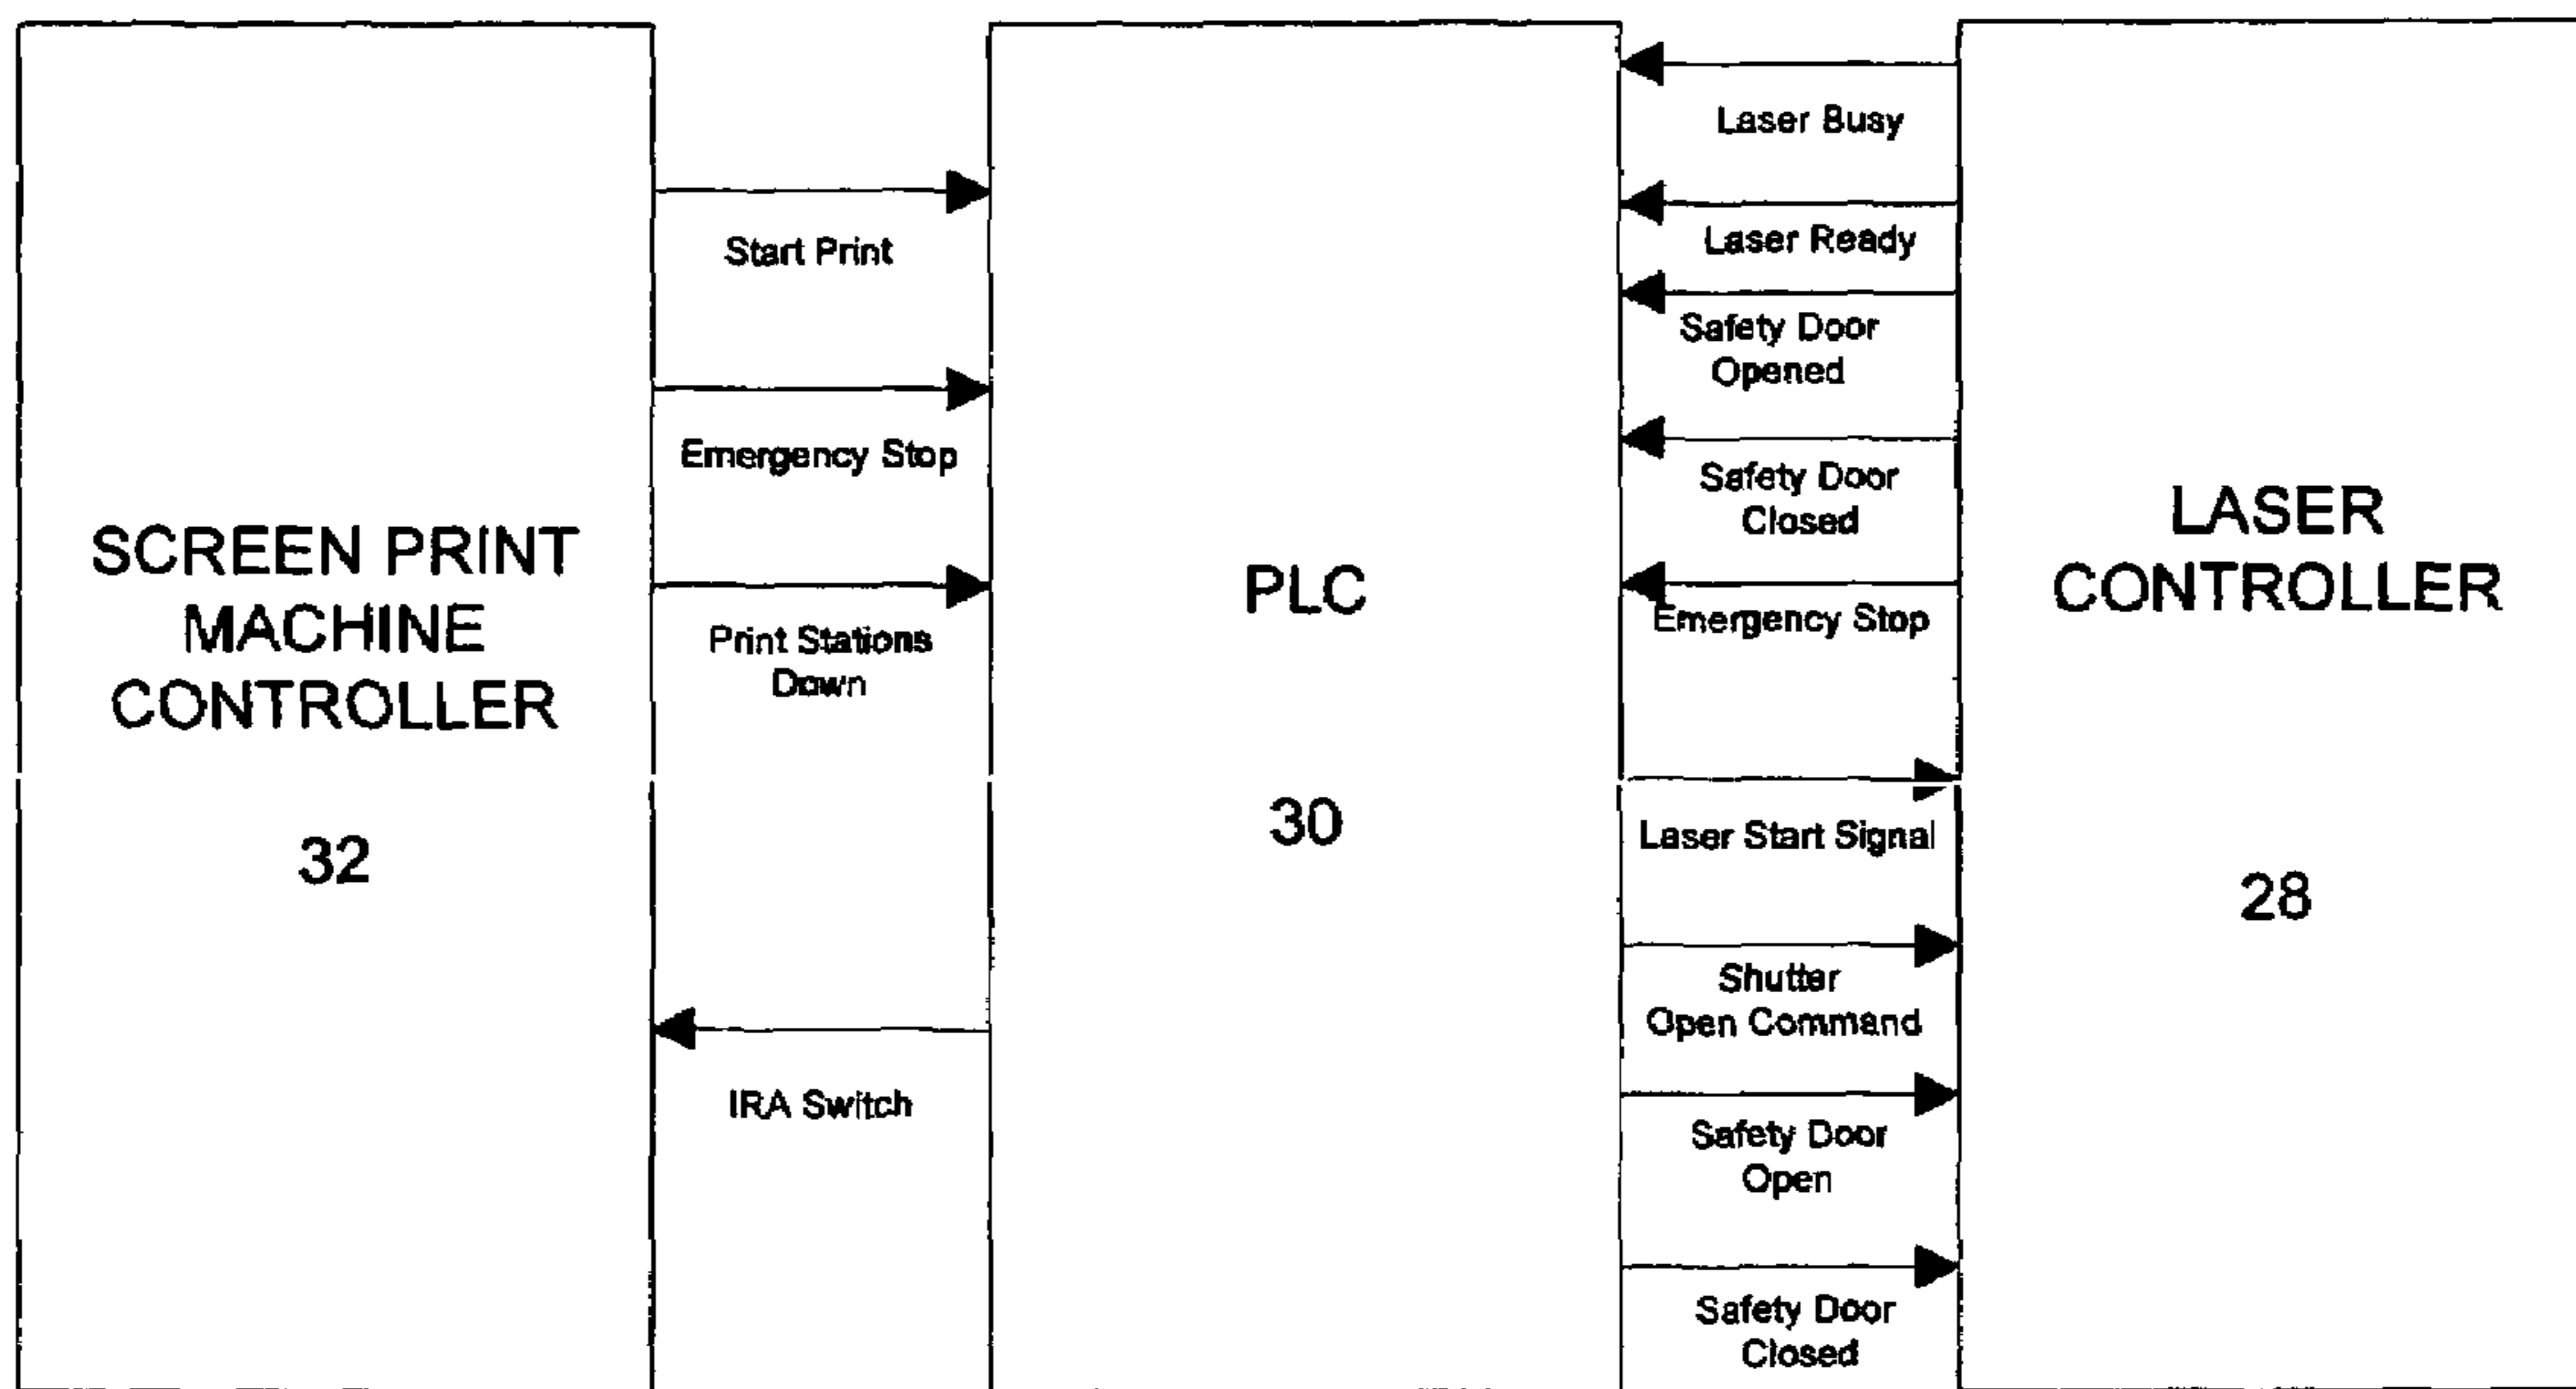 SCREEN PRINT
MACHINE
CONTROLLER
32
Start Print
Emergency Stop
Print Stations
Down
IRA Switch
PLC
30
Laser Busy
Laser Ready
Safety Door
Opened
Safety Door
Closed
Emergency Stop
Laser Start Signal
Shutter
Open Command
Safety Door
Open
Safety Door
Closed
LASER
CONTROLLER
28